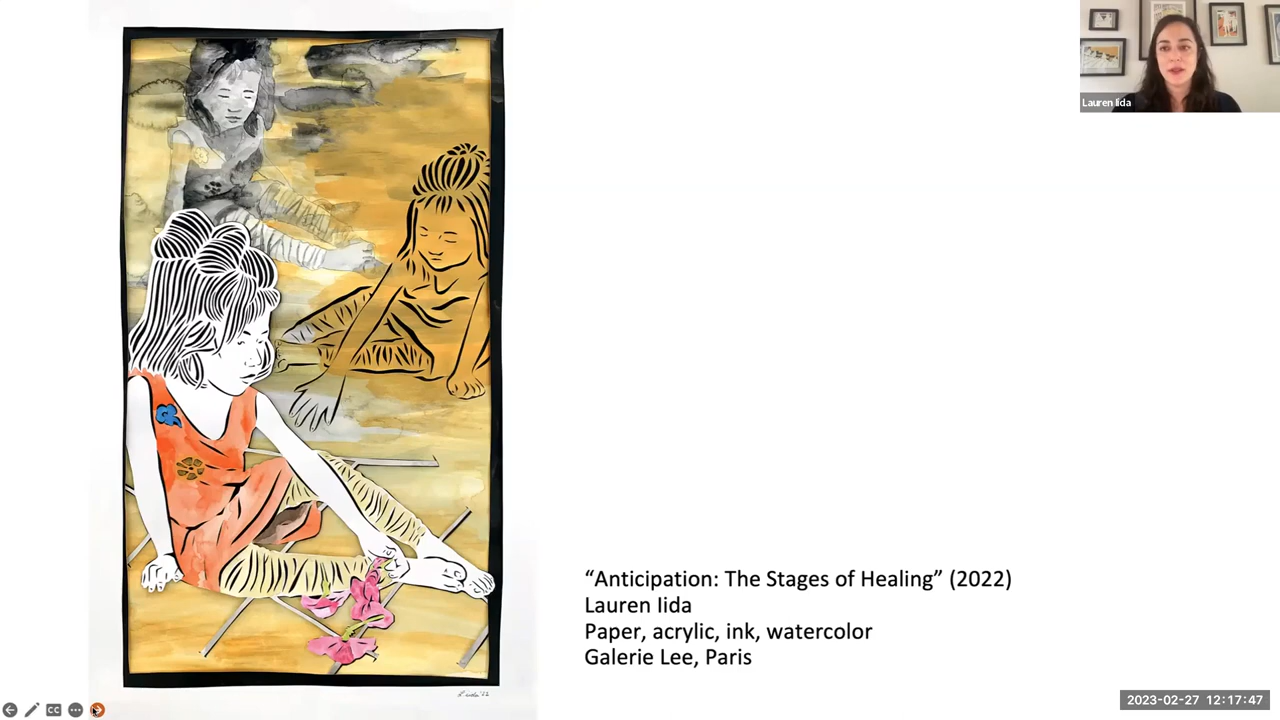 Lauren Iida
“Anticipation: The Stages of Healing” (2022)
Lauren Iida
Paper, acrylic, ink, watercolor
Galerie Lee, Paris
CC
2023-02-27 12:17:47